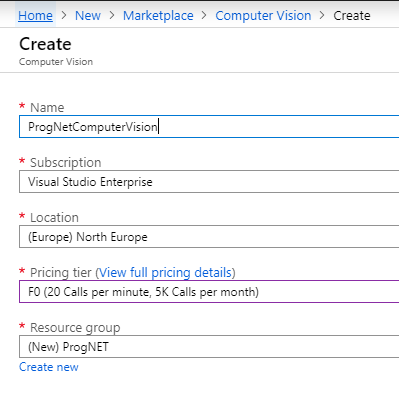 Home > New > Marketplace > Computer Vision > Create
Create
Computer Vision
* Name
ProgNetComputerVision
* Subscription
Visual Studio Enterprise
* Location
(Europe) North Europe
* Pricing tier (View full pricing details)
F0 (20 Calls per minute, 5K Calls per month)
* Resource group
(New) ProgNET
Create new